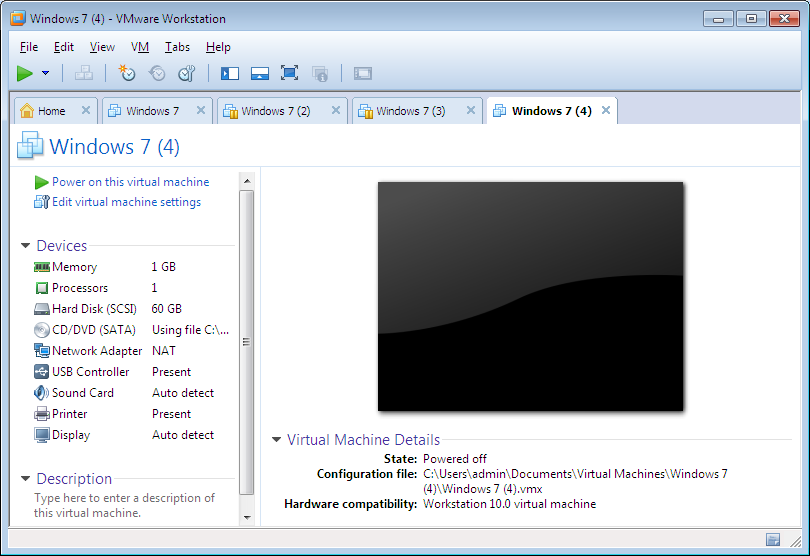 Windows 7 (4) - VMware Workstation
File Edit View VM Tabs Help
Home Windows 7 Windows 7 (2) Windows 7 (3) Windows 7 (4)
Windows 7 (4)
Power on this virtual machine
Edit virtual machine settings
Devices
Memory 1 GB
Processors 1
Hard Disk (SCSI) 60 GB
CD/DVD (SATA) Using file C:\...
Network Adapter NAT
USB Controller Present
Sound Card Auto detect
Printer Present
Display Auto detect
Description
Type here to enter a description of
this virtual machine.
Virtual Machine Details
State: Powered off
Configuration file: C:\Users\admin\Documents\Virtual Machines\Windows 7
(4)\Windows 7 (4).vmx
Hardware compatibility: Workstation 10.0 virtual machine